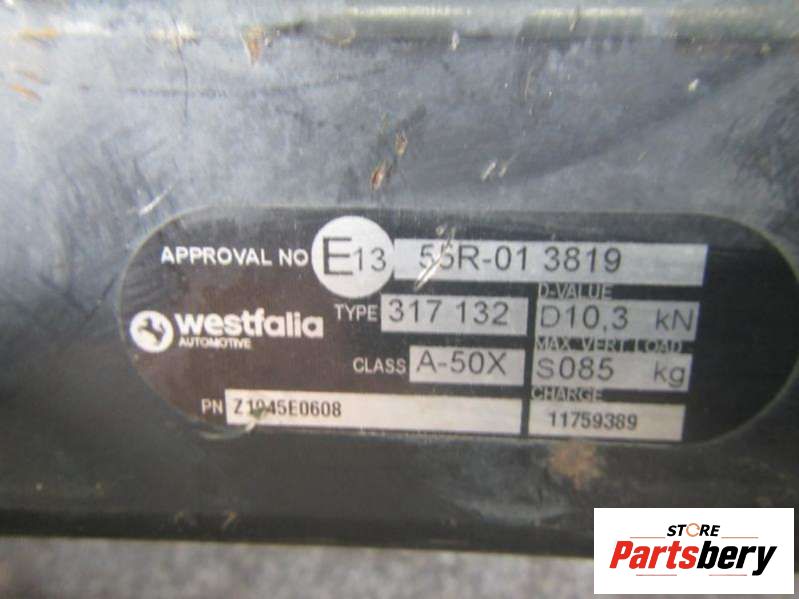 APPROVAL NO E13 55R-01 3819
D-VALUE
westfalia TYPE 317 132 D10,3 kN
AUTOMOTIVE
MAX VERT LOAD
CLASS A-50X S085 kg
CHARGE
PN Z1945E0608 11759389
STORE
Partsbery